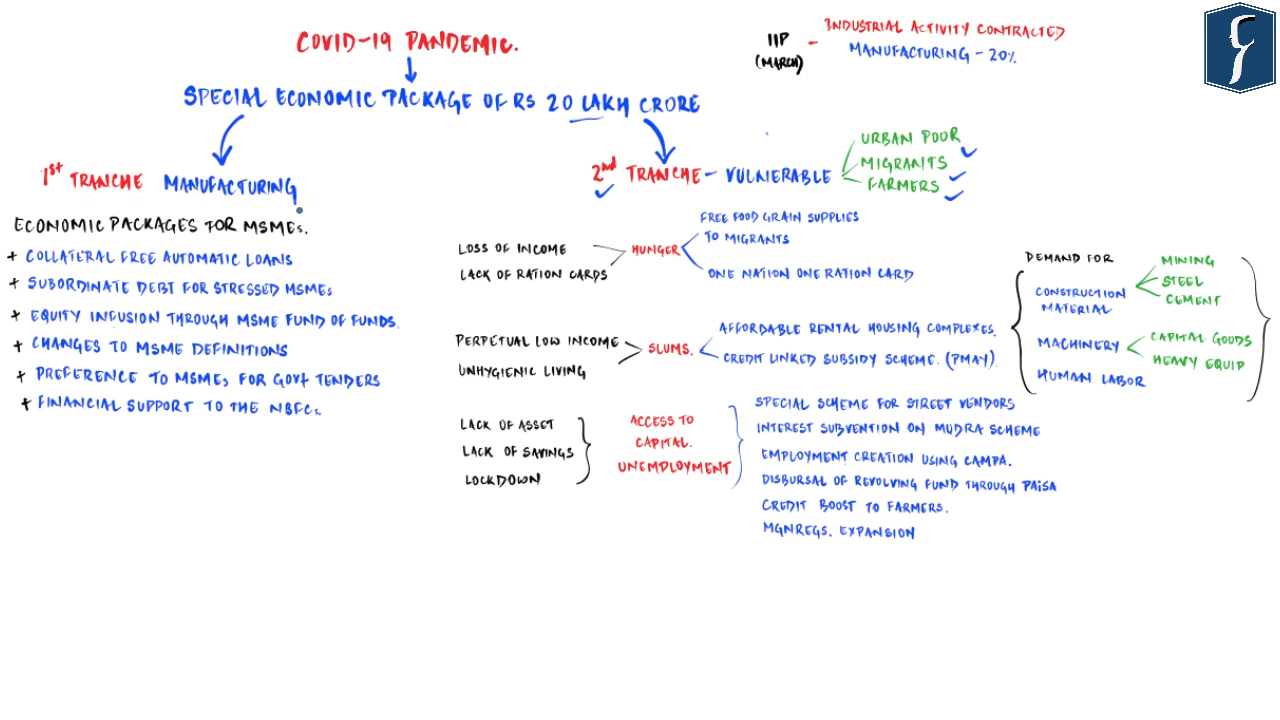 COVID-19 PANDEMIC.
IIP (MARCH) - INDUSTRIAL ACTIVITY CONTRACTED
MANUFACTURING - 20%
SPECIAL ECONOMIC PACKAGE OF RS 20 LAKH CRORE
1st TRANCHE MANUFACTURING
ECONOMIC PACKAGES FOR MSMEs.
+ COLLATERAL FREE AUTOMATIC LOANS
+ SUBORDINATE DEBT FOR STRESSED MSMEs
+ EQUITY INFUSION THROUGH MSME FUND OF FUNDS.
+ CHANGES TO MSME DEFINITIONS
+ PREFERENCE TO MSMEs FOR GOVt TENDERS
+ FINANCIAL SUPPORT TO THE NBFCs.
2nd TRANCHE - VULNERABLE
URBAN POOR
MIGRANTS
FARMERS
LOSS OF INCOME
LACK OF RATION CARDS
HUNGER
FREE FOOD GRAIN SUPPLIES
TO MIGRANTS
ONE NATION ONE RATION CARD
PERPETUAL LOW INCOME
UNHYGIENIC LIVING
SLUMS.
AFFORDABLE RENTAL HOUSING COMPLEXES.
CREDIT LINKED SUBSIDY SCHEME. (PMAY).
DEMAND FOR
CONSTRUCTION
MATERIAL
MINING
STEEL
CEMENT
MACHINERY
CAPITAL GOODS
HEAVY EQUIP
HUMAN LABOR
LACK OF ASSET
LACK OF SAVINGS
LOCKDOWN
ACCESS TO
CAPITAL.
UNEMPLOYMENT
SPECIAL SCHEME FOR STREET VENDORS
INTEREST SUBVENTION ON MUDRA SCHEME
EMPLOYMENT CREATION USING CAMPA.
DISBURSAL OF REVOLVING FUND THROUGH PAISA
CREDIT BOOST TO FARMERS.
MGNREGS. EXPANSION